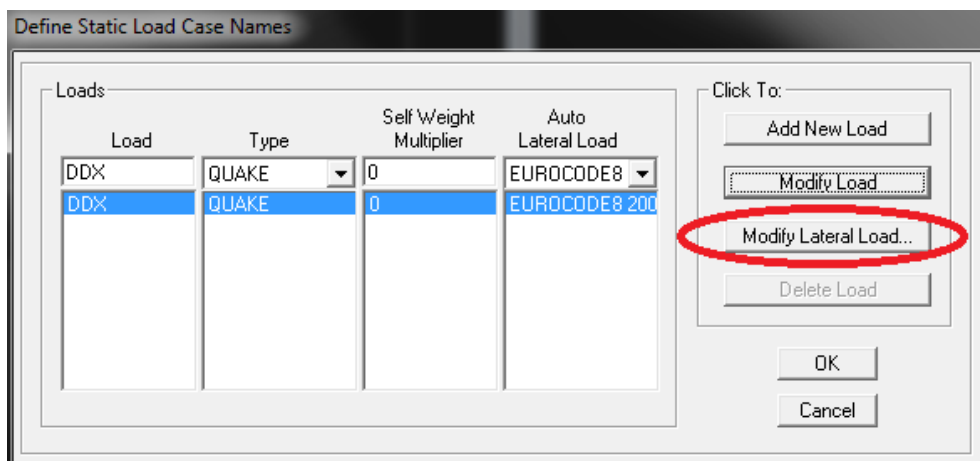 Define Static Load Case Names
Loads
Load Type Self Weight Multiplier Auto Lateral Load
DDX QUAKE 0 EUROCODE8
DDX QUAKE 0 EUROCODE8 200
Click To:
Add New Load
Modify Load
Modify Lateral Load...
Delete Load
OK
Cancel